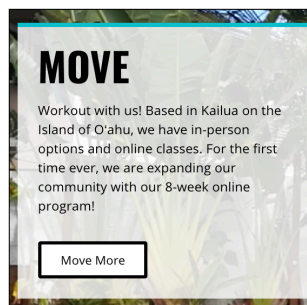 MOVE
Workout with us! Based in Kailua on the
Island of Oʻahu, we have in-person
options and online classes. For the first
time ever, we are expanding our
community with our 8-week online
program!
Move More